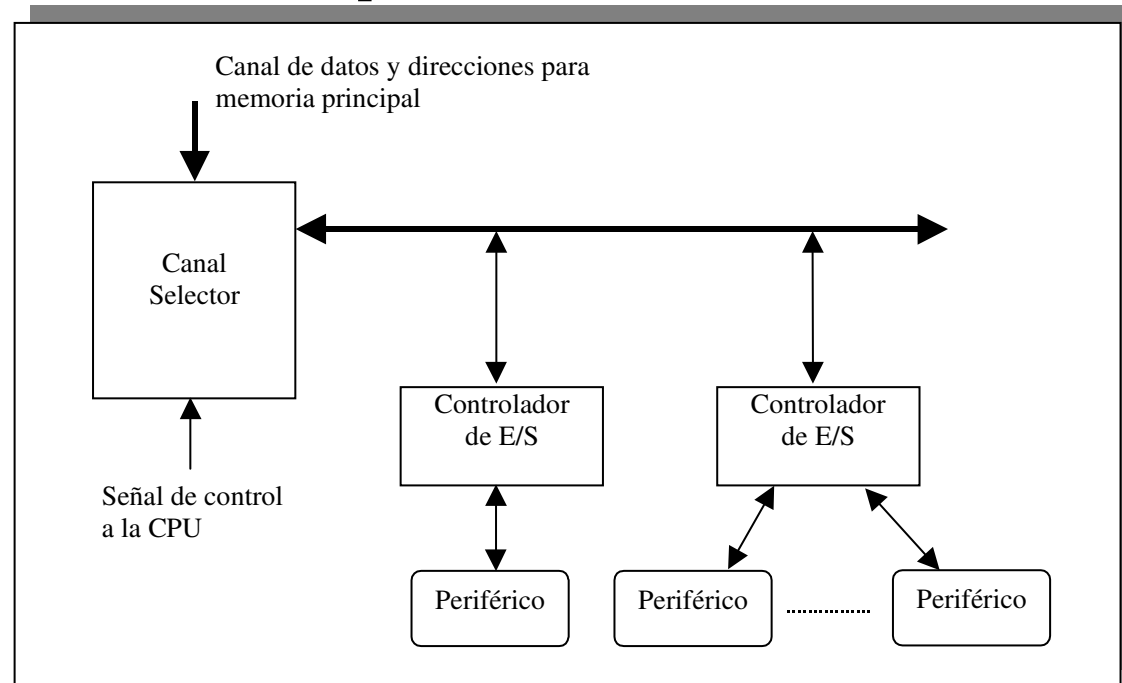 Canal de datos y direcciones para
memoria principal
Canal
Selector
Controlador
de E/S
Controlador
de E/S
Señal de control
a la CPU
Periférico
Periférico
Periférico